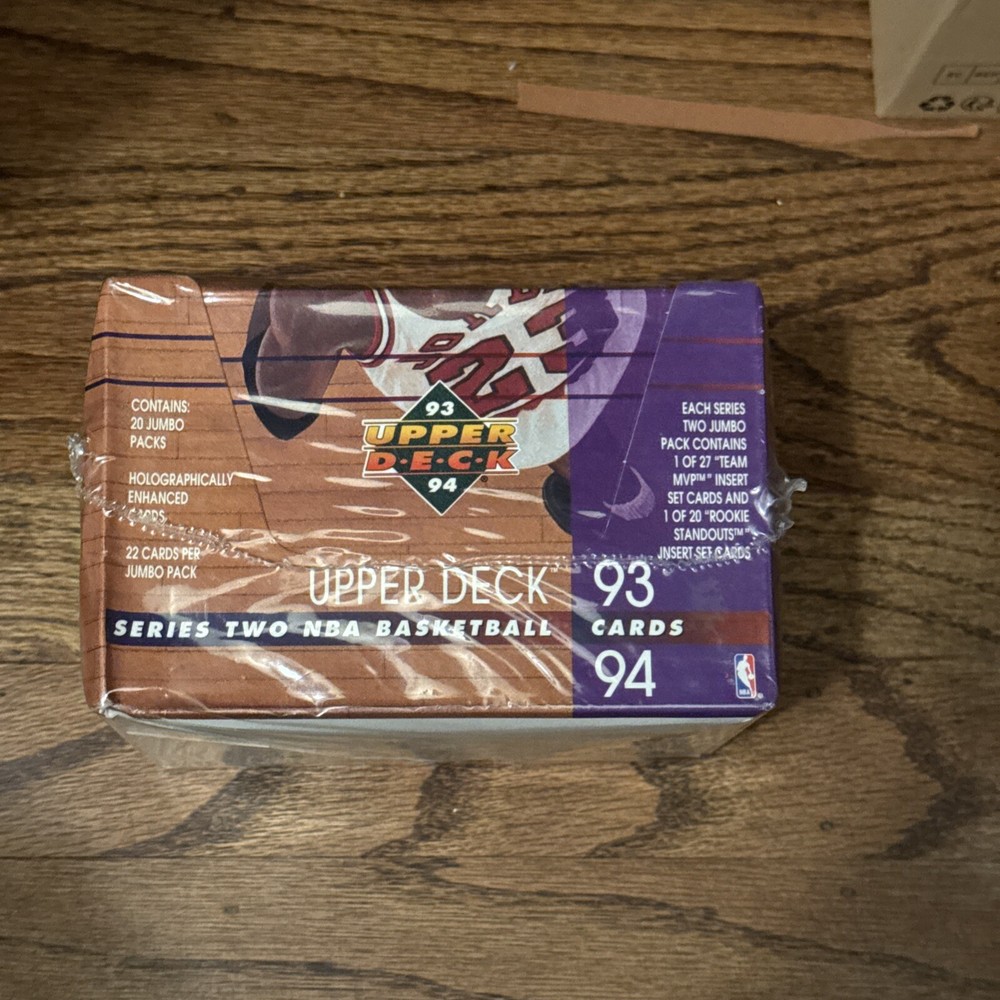 93
UPPER
D•E•C•K
94
CONTAINS:
20 JUMBO
PACKS
HOLOGRAPHICALLY
ENHANCED
CARDS
22 CARDS PER
JUMBO PACK
EACH SERIES
TWO JUMBO
PACK CONTAINS
1 OF 27 "TEAM
MVP™" INSERT
SET CARDS AND
1 OF 20 "ROOKIE
STANDOUTS™"
INSERT SET CARDS
UPPER DECK 93
SERIES TWO NBA BASKETBALL CARDS
94
NBA